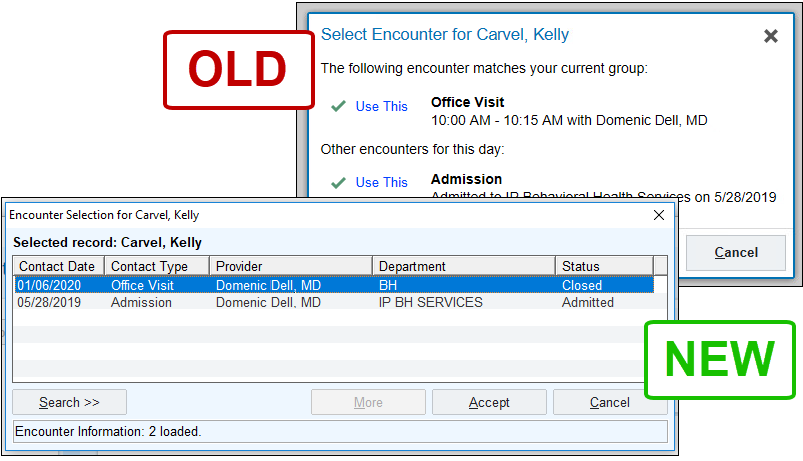 OLD
Select Encounter for Carvel, Kelly
The following encounter matches your current group:
Use This
Office Visit
10:00 AM - 10:15 AM with Domenic Dell, MD
Other encounters for this day:
Use This
Admission
Admitted to IP Behavioral Health Services on 5/28/2019
Cancel
Encounter Selection for Carvel, Kelly
Selected record: Carvel, Kelly
Contact Date Contact Type Provider Department Status
01/06/2020 Office Visit Domenic Dell, MD BH Closed
05/28/2019 Admission Domenic Dell, MD IP BH SERVICES Admitted
NEW
Search >> More Accept Cancel
Encounter Information: 2 loaded.